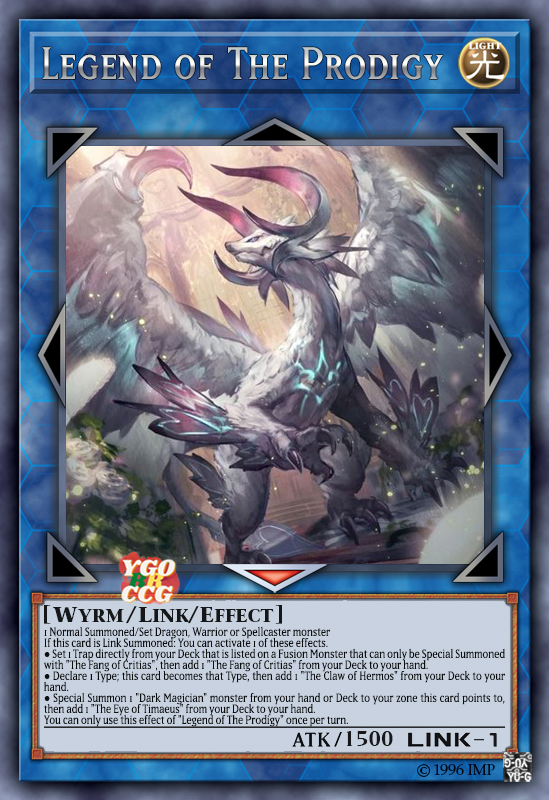 Legend of The Prodigy
LIGHT
光
YGO
CCG
[Wyrm/Link/Effect]
1 Normal Summoned/Set Dragon, Warrior or Spellcaster monster
If this card is Link Summoned: You can activate 1 of these effects.
● Set 1 Trap directly from your Deck that is listed on a Fusion Monster that can only be Special Summoned
with "The Fang of Critias", then add 1 "The Fang of Critias" from your Deck to your hand.
● Declare 1 Type; this card becomes that Type, then add 1 "The Claw of Hermos" from your Deck to your
hand.
● Special Summon 1 "Dark Magician" monster from your hand or Deck to your zone this card points to,
then add 1 "The Eye of Timaeus" from your Deck to your hand.
You can only use this effect of "Legend of The Prodigy" once per turn.
ATK/1500 LINK-1
© 1996 IMP